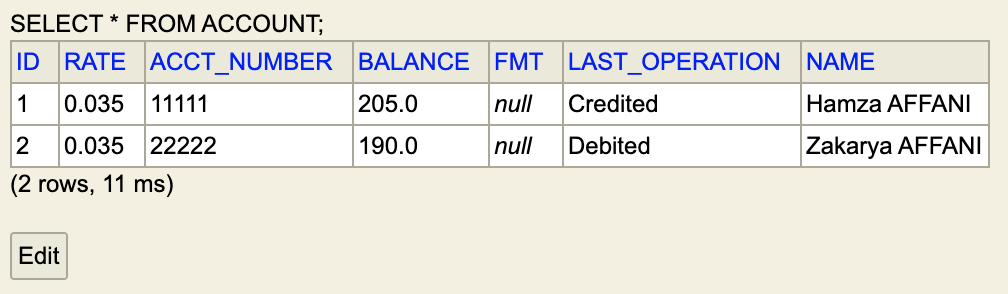 SELECT * FROM ACCOUNT;
ID RATE ACCT_NUMBER BALANCE FMT LAST_OPERATION NAME
1 0.035 11111 205.0 null Credited Hamza AFFANI
2 0.035 22222 190.0 null Debited Zakarya AFFANI
(2 rows, 11 ms)
Edit